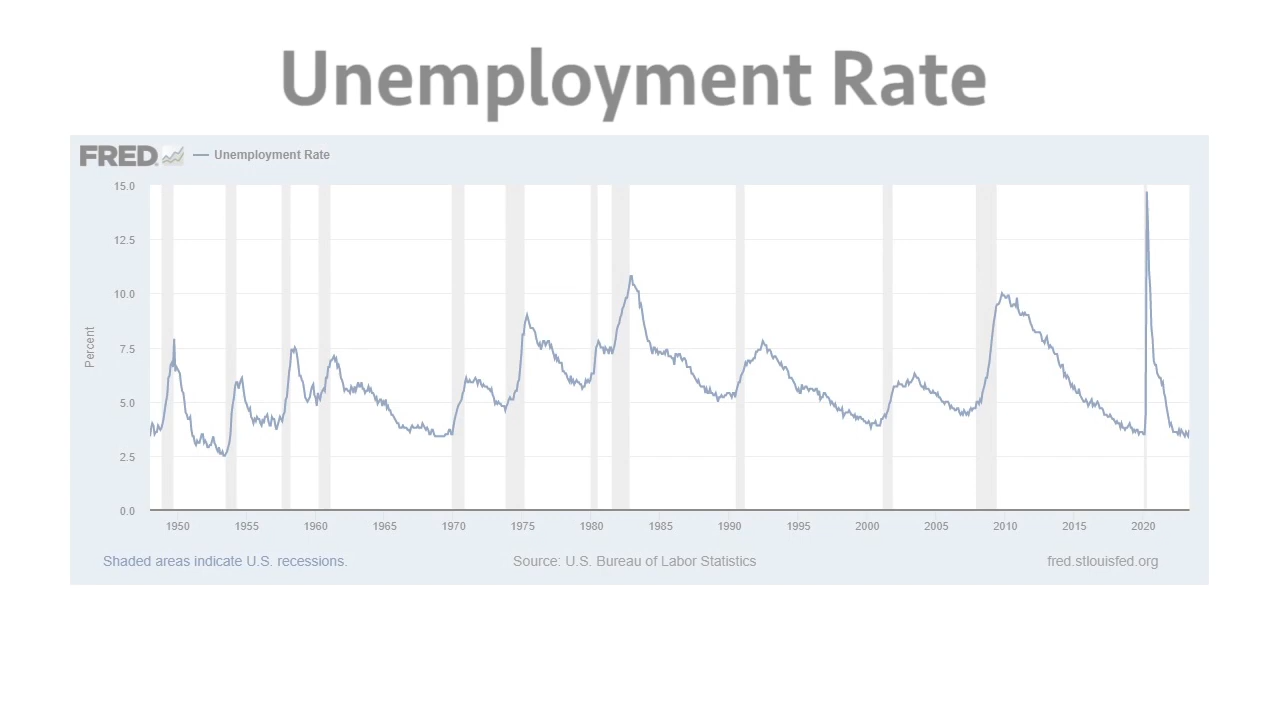 Unemployment Rate
FRED — Unemployment Rate
15.0
12.5
10.0
7.5
5.0
2.5
0.0
Percent
1950 1955 1960 1965 1970 1975 1980 1985 1990 1995 2000 2005 2010 2015 2020
Shaded areas indicate U.S. recessions. Source: U.S. Bureau of Labor Statistics fred.stlouisfed.org